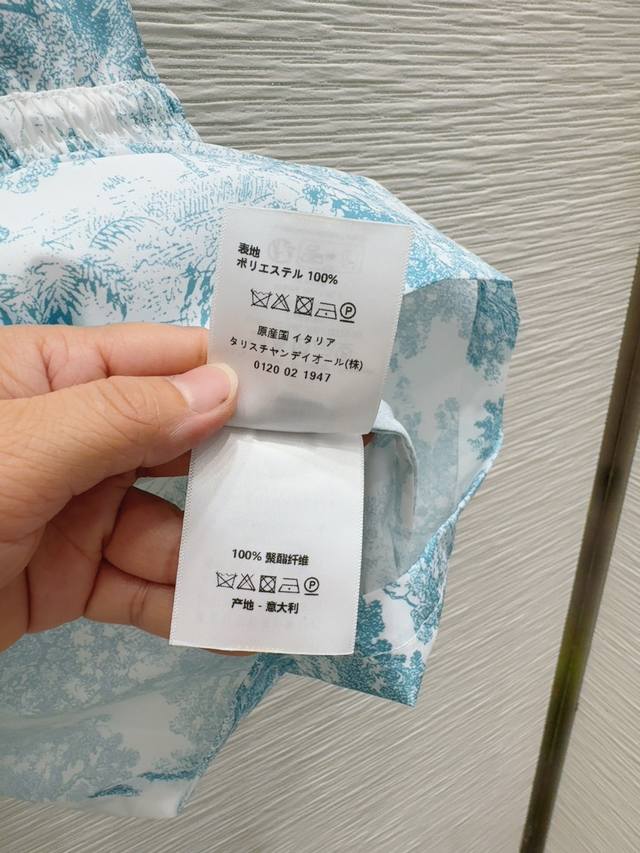 表地
ポリエステル 100%
P
原産国 イタリア
タリスチャンディオール(株)
0120 02 1947
100% 聚酯纤维
P
产地 - 意大利